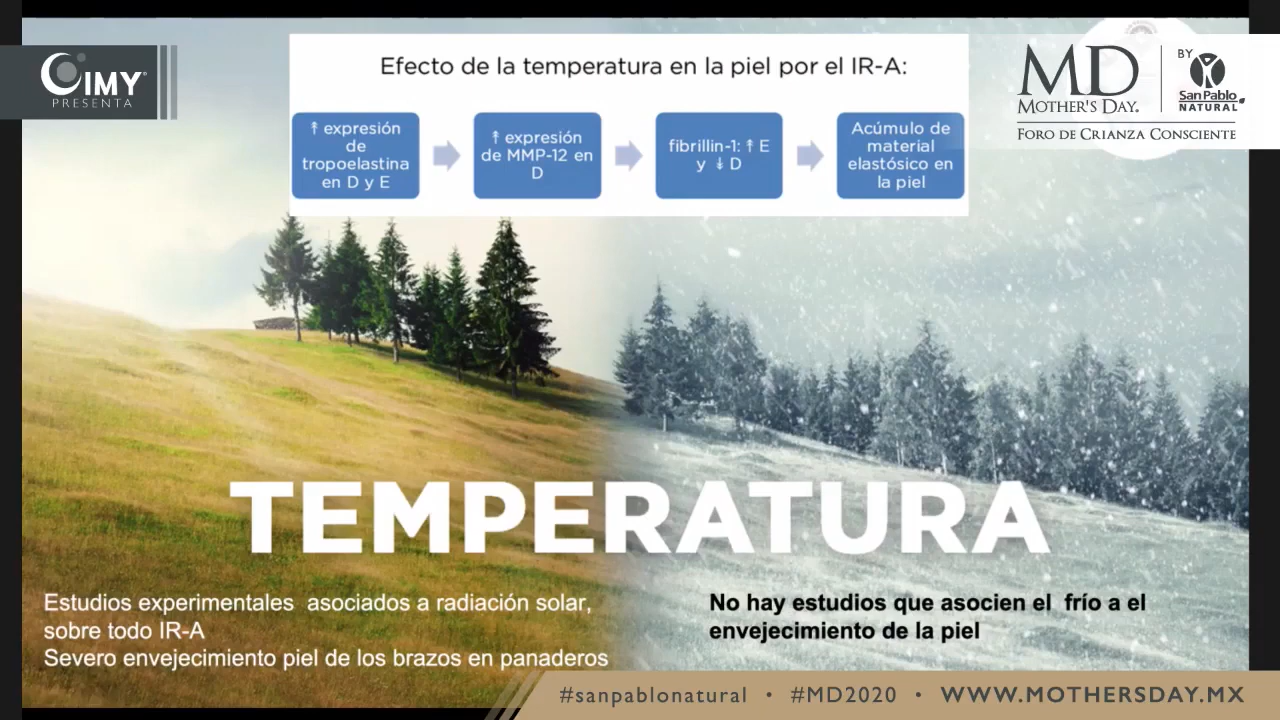 CIMY
PRESENTA
Efecto de la temperatura en la piel por el IR-A:
↑ expresión
de
tropoelastina
en D y E
↑ expresión
de MMP-12 en
D
fibrillin-1: ↑ E
y ↓ D
Acúmulo de
material
elastósico en
la piel
MD
MOTHER'S DAY.
BY
San Pablo
NATURAL
FORO DE CRIANZA CONSCIENTE
TEMPERATURA
Estudios experimentales asociados a radiación solar,
sobre todo IR-A
Severo envejecimiento piel de los brazos en panaderos
No hay estudios que asocien el frío a el
envejecimiento de la piel
#sanpablonatural • #MD2020 • WWW.MOTHERSDAY.MX